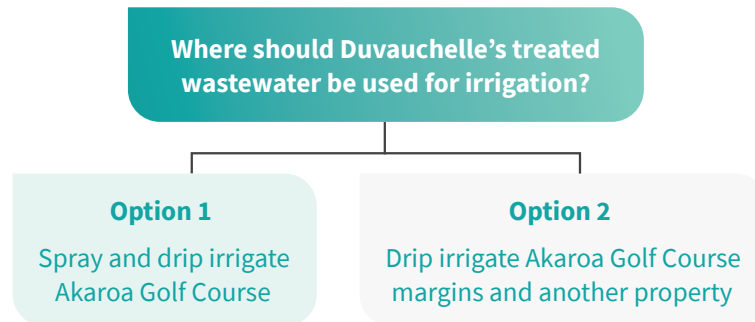 Where should Duvauchelle's treated
wastewater be used for irrigation?
Option 1
Spray and drip irrigate
Akaroa Golf Course
Option 2
Drip irrigate Akaroa Golf Course
margins and another property